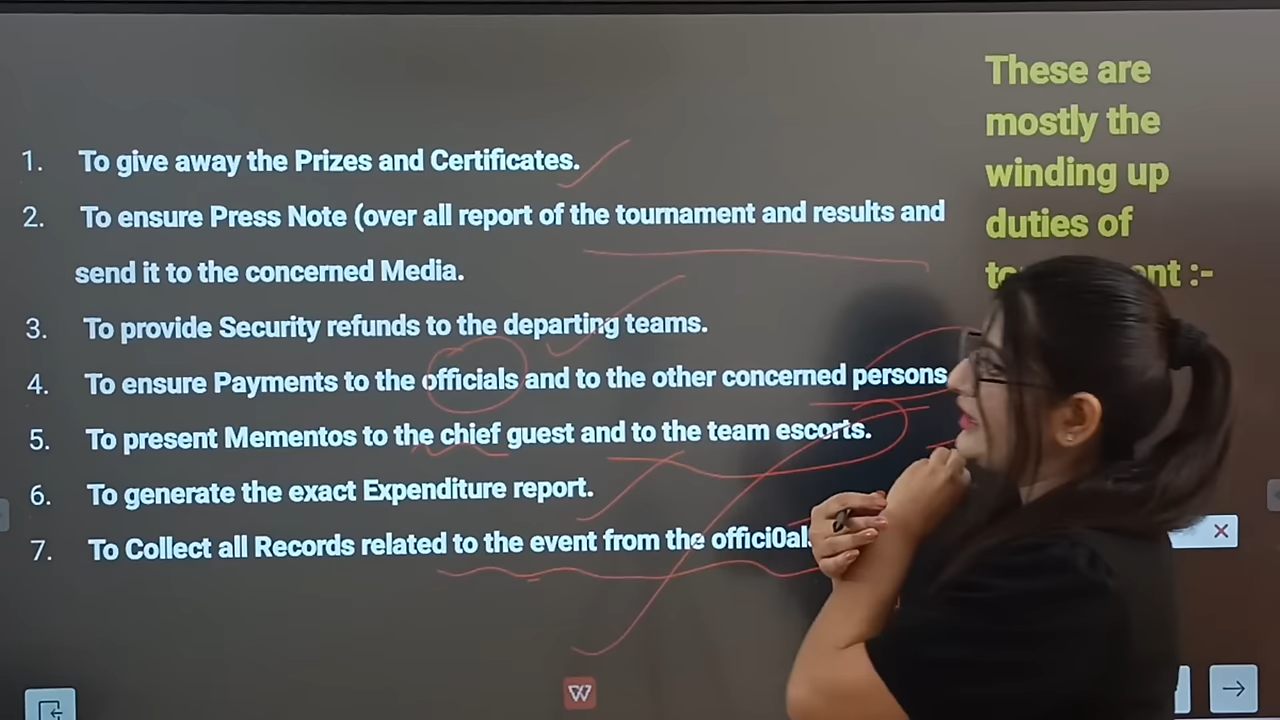 1. To give away the Prizes and Certificates.
2. To ensure Press Note (over all report of the tournament and results and
send it to the concerned Media.
3. To provide Security refunds to the departing teams.
4. To ensure Payments to the officials and to the other concerned persons
5. To present Mementos to the chief guest and to the team escorts.
6. To generate the exact Expenditure report.
7. To Collect all Records related to the event from the
These are
mostly the
winding up
duties of
:-